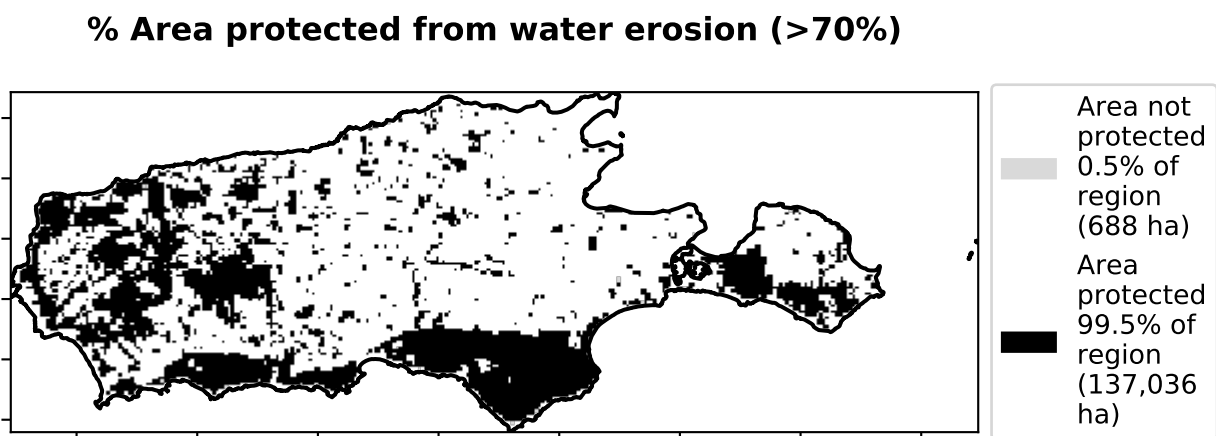 % Area protected from water erosion (>70%)
Area not
protected
0.5% of
region
(688 ha)
Area
protected
99.5% of
region
(137,036
ha)